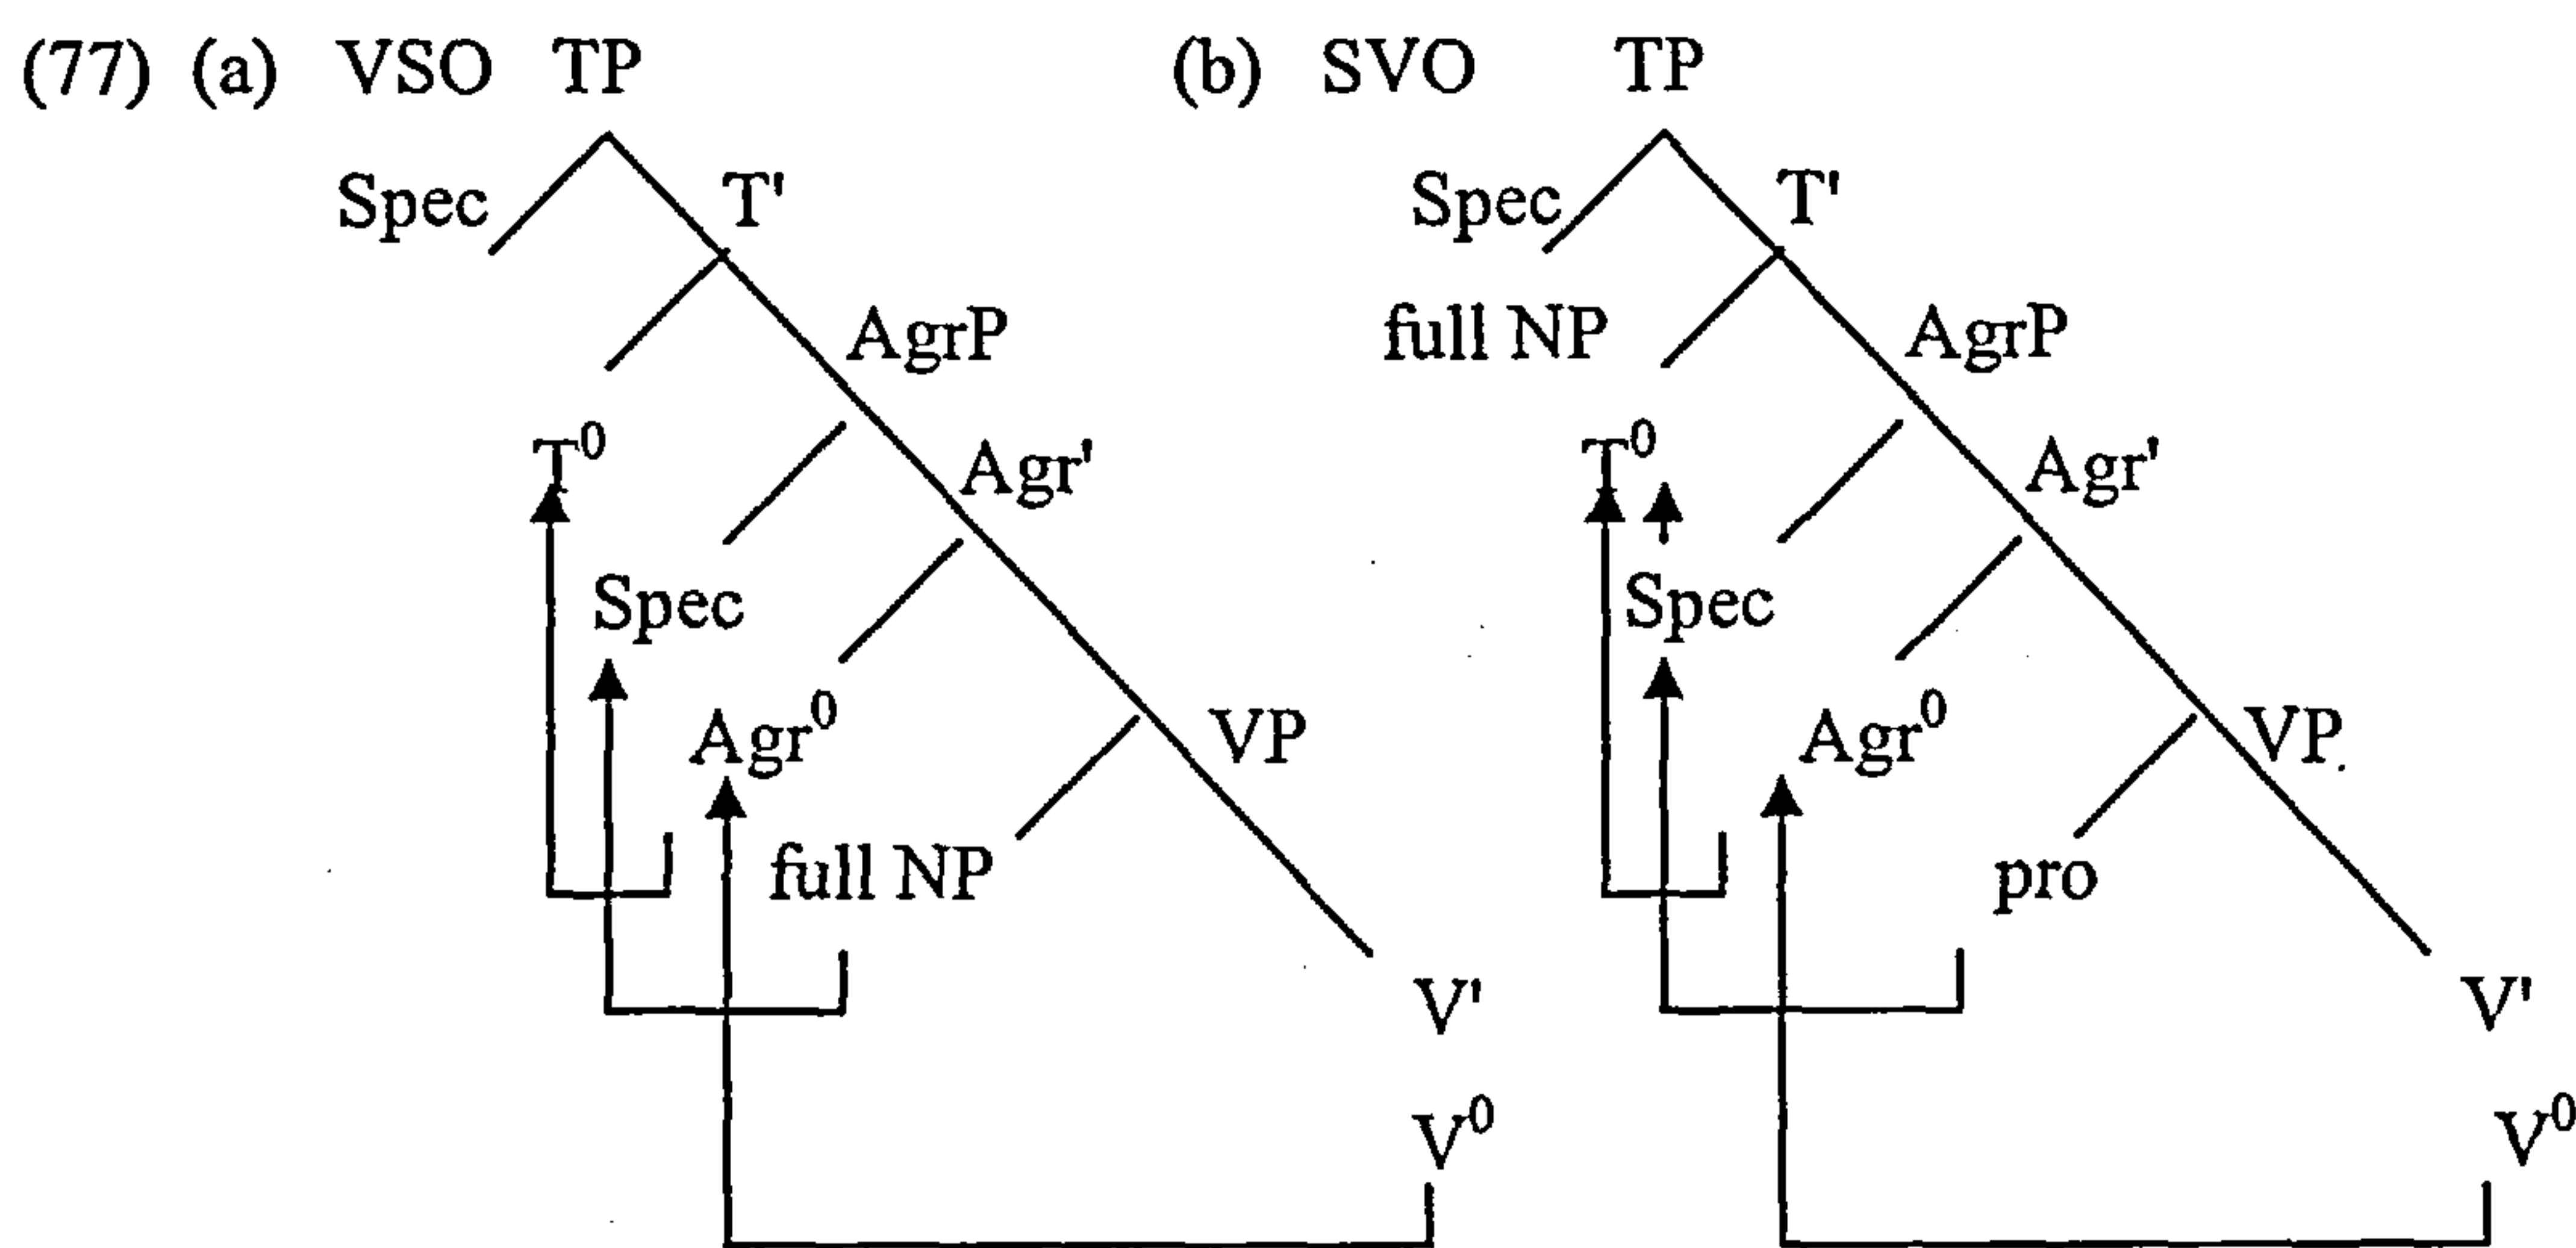 (77) (a) VSO TP (b) SVO TP
Spec T' Spec T'
full NP
AgrP AgrP
T⁰ Agr' T⁰ Agr'
Spec Spec
Agr⁰ VP Agr⁰ VP
full NP pro
V' V'
V⁰ V⁰